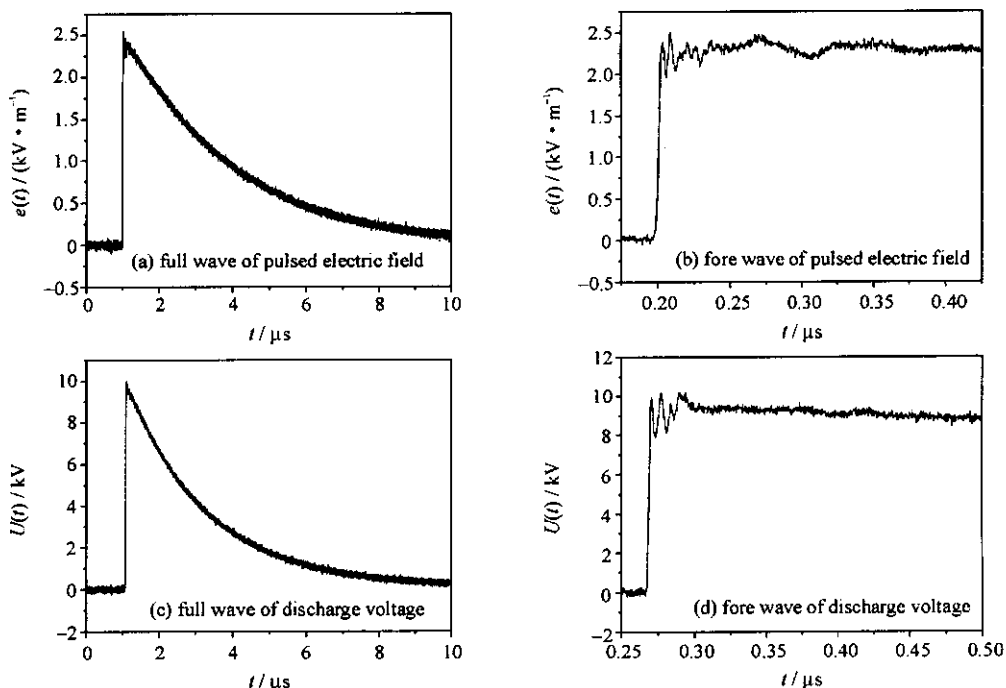 2.5
2.0
1.5
1.0
0.5
0
−0.5
e(t) / (kV • m⁻¹)
(a) full wave of pulsed electric field
0 2 4 6 8 10
t / μs
2.5
2.0
1.5
1.0
0.5
0
−0.5
e(t) / (kV • m⁻¹)
(b) fore wave of pulsed electric field
0.20 0.25 0.30 0.35 0.40
t / μs
10
8
6
4
2
0
−2
U(t) / kV
(c) full wave of discharge voltage
0 2 4 6 8 10
t / μs
12
10
8
6
4
2
0
−2
U(t) / kV
(d) fore wave of discharge voltage
0.25 0.30 0.35 0.40 0.45 0.50
t / μs